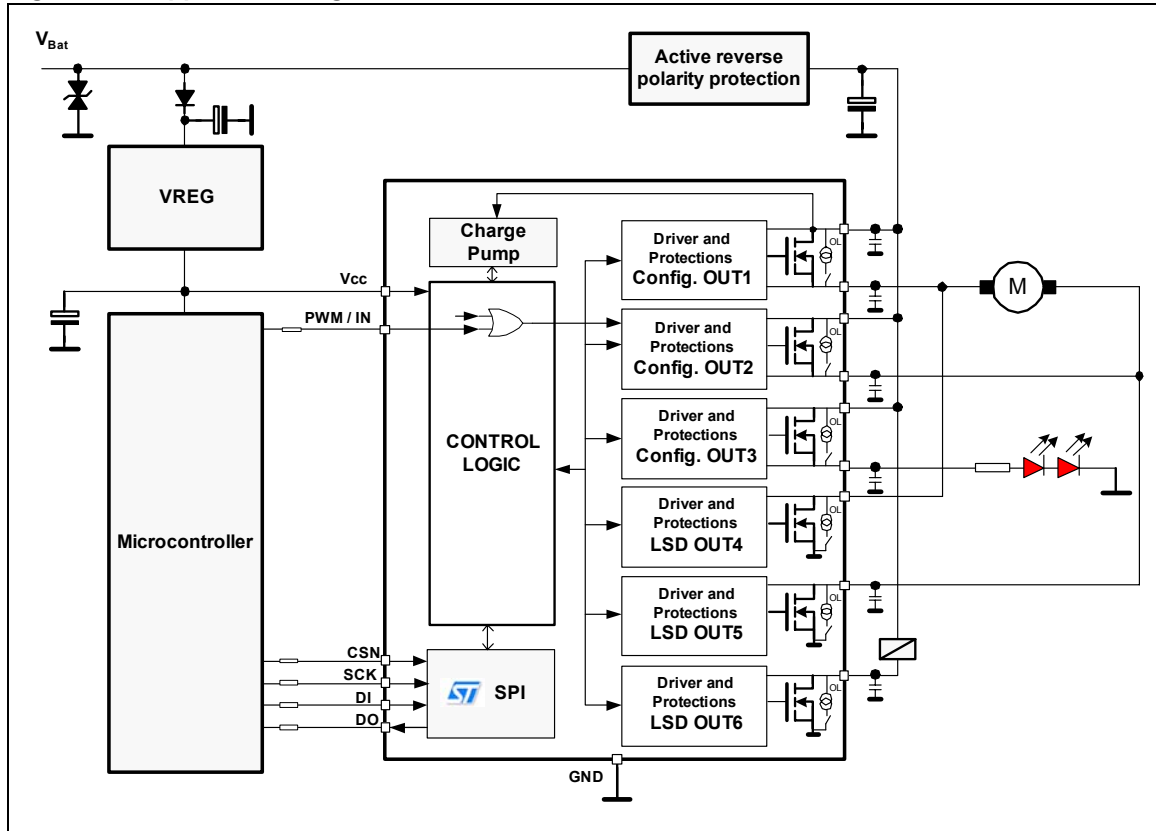 VBat
Active reverse
polarity protection
VREG
Charge
Pump
Driver and
Protections
Config. OUT1
OL
Vcc
PWM / IN
M
Driver and
Protections
Config. OUT2
OL
CONTROL
LOGIC
Driver and
Protections
Config. OUT3
OL
Microcontroller
Driver and
Protections
LSD OUT4
OL
Driver and
Protections
LSD OUT5
OL
CSN
SCK
DI
DO
ST
SPI
Driver and
Protections
LSD OUT6
OL
GND